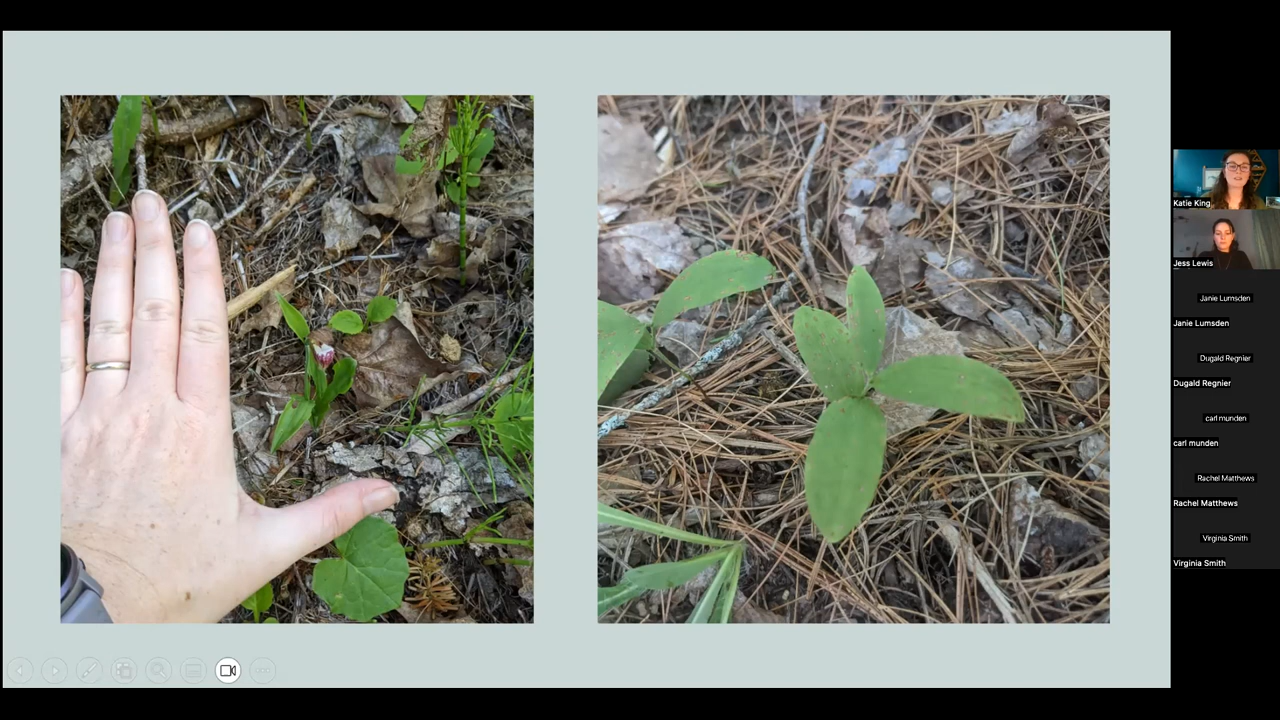 Katie King
Jess Lewis
Janie Lumsden
Janie Lumsden
Dugald Regnier
Dugald Regnier
carl munden
carl munden
Rachel Matthews
Rachel Matthews
Virginia Smith
Virginia Smith